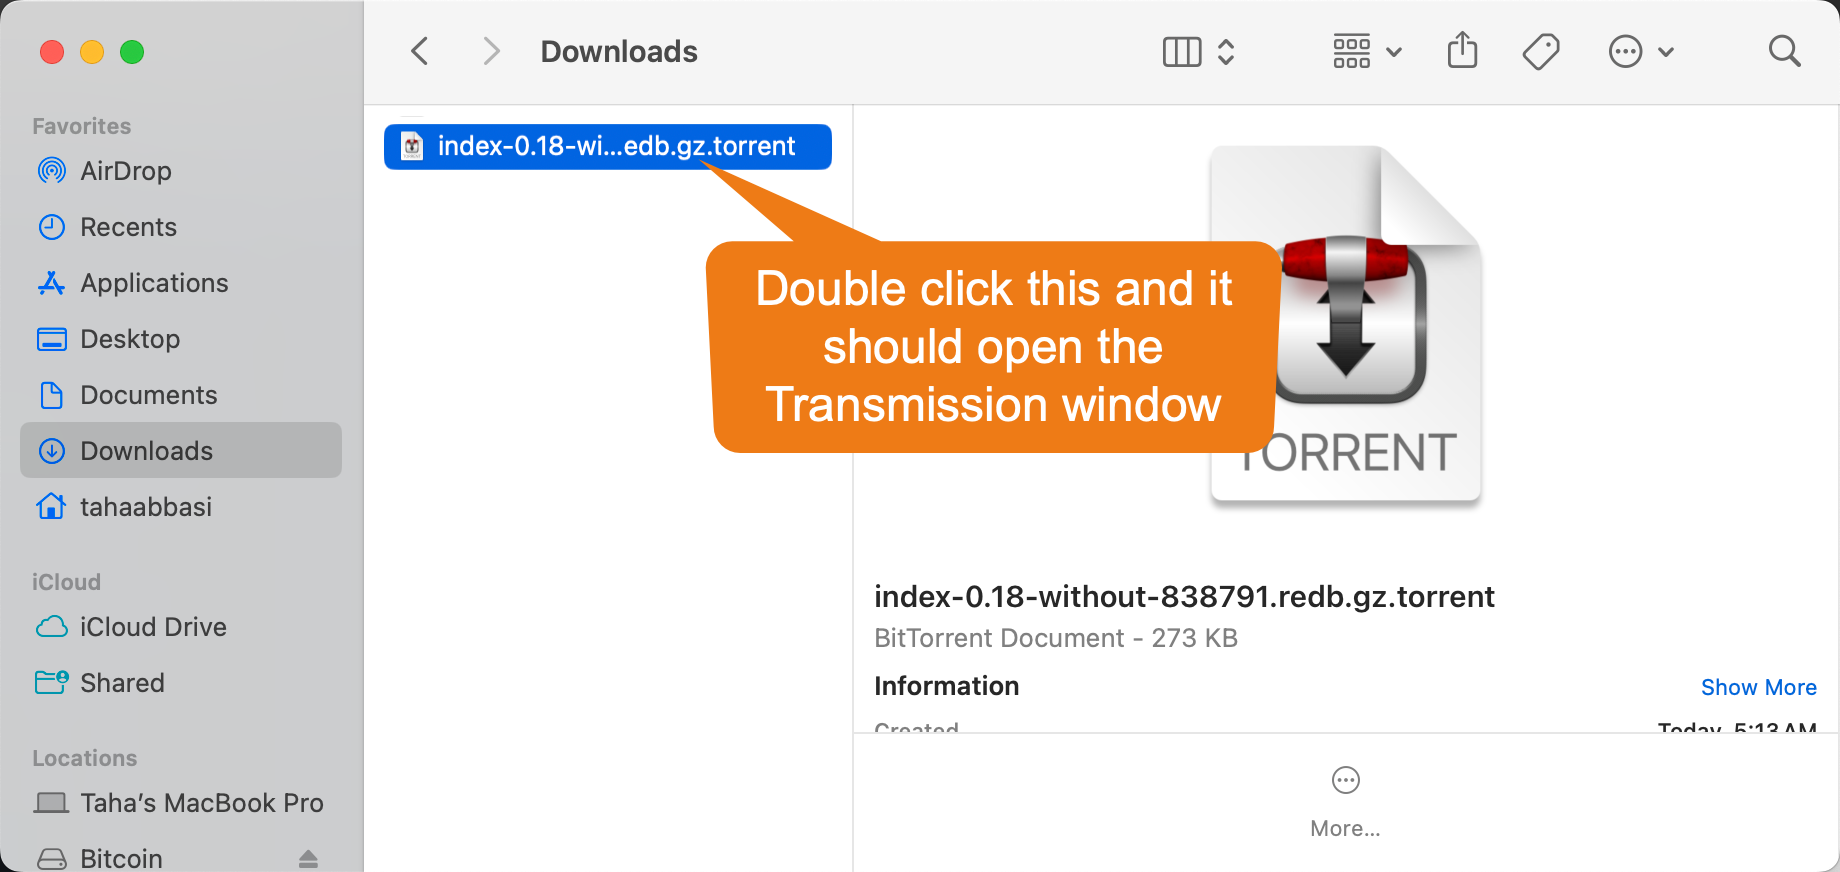 Downloads
Favorites
AirDrop
Recents
Applications
Desktop
Documents
Downloads
tahaabbasi
iCloud
iCloud Drive
Shared
Locations
Taha’s MacBook Pro
Bitcoin
index-0.18-wi...edb.gz.torrent
Double click this and it
should open the
Transmission window
TORRENT
index-0.18-without-838791.redb.gz.torrent
BitTorrent Document - 273 KB
Information
Show More
Created
Today, 5:13 AM
More...